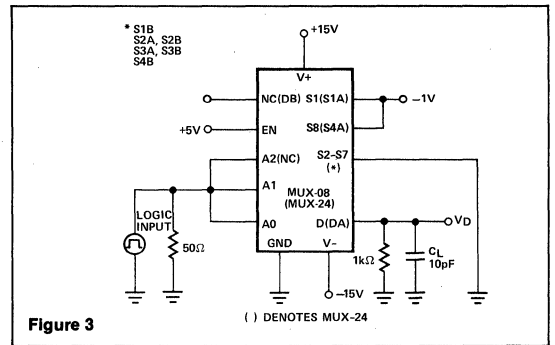 * S1B
S2A, S2B
S3A, S3B
S4B
+15V
V+
NC(DB) S1(S1A) –1V
S8(S4A)
+5V EN
A2(NC) S2–S7
(*)
A1
MUX-08
(MUX-24)
LOGIC
INPUT
A0 D(DA) VD
50Ω
GND V–
1kΩ CL
10pF
–15V
( ) DENOTES MUX-24
Figure 3